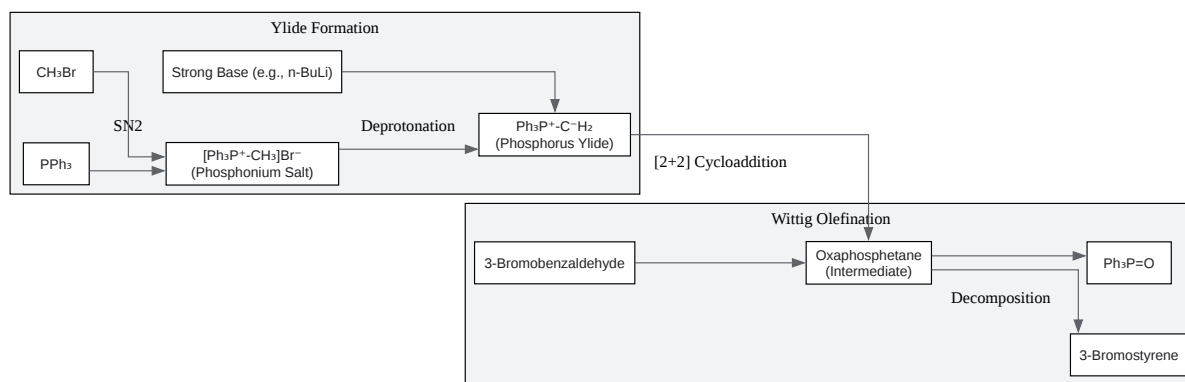 Ylide Formation
CH₃Br
Strong Base (e.g., n-BuLi)
SN2
Deprotonation
Ph₃P⁺-C⁻H₂
(Phosphorus Ylide)
PPh₃
[Ph₃P⁺-CH₃]Br⁻
(Phosphonium Salt)
[2+2] Cycloaddition
Wittig Olefination
3-Bromobenzaldehyde
Oxaphosphetane
(Intermediate)
Ph₃P=O
Decomposition
3-Bromostyrene